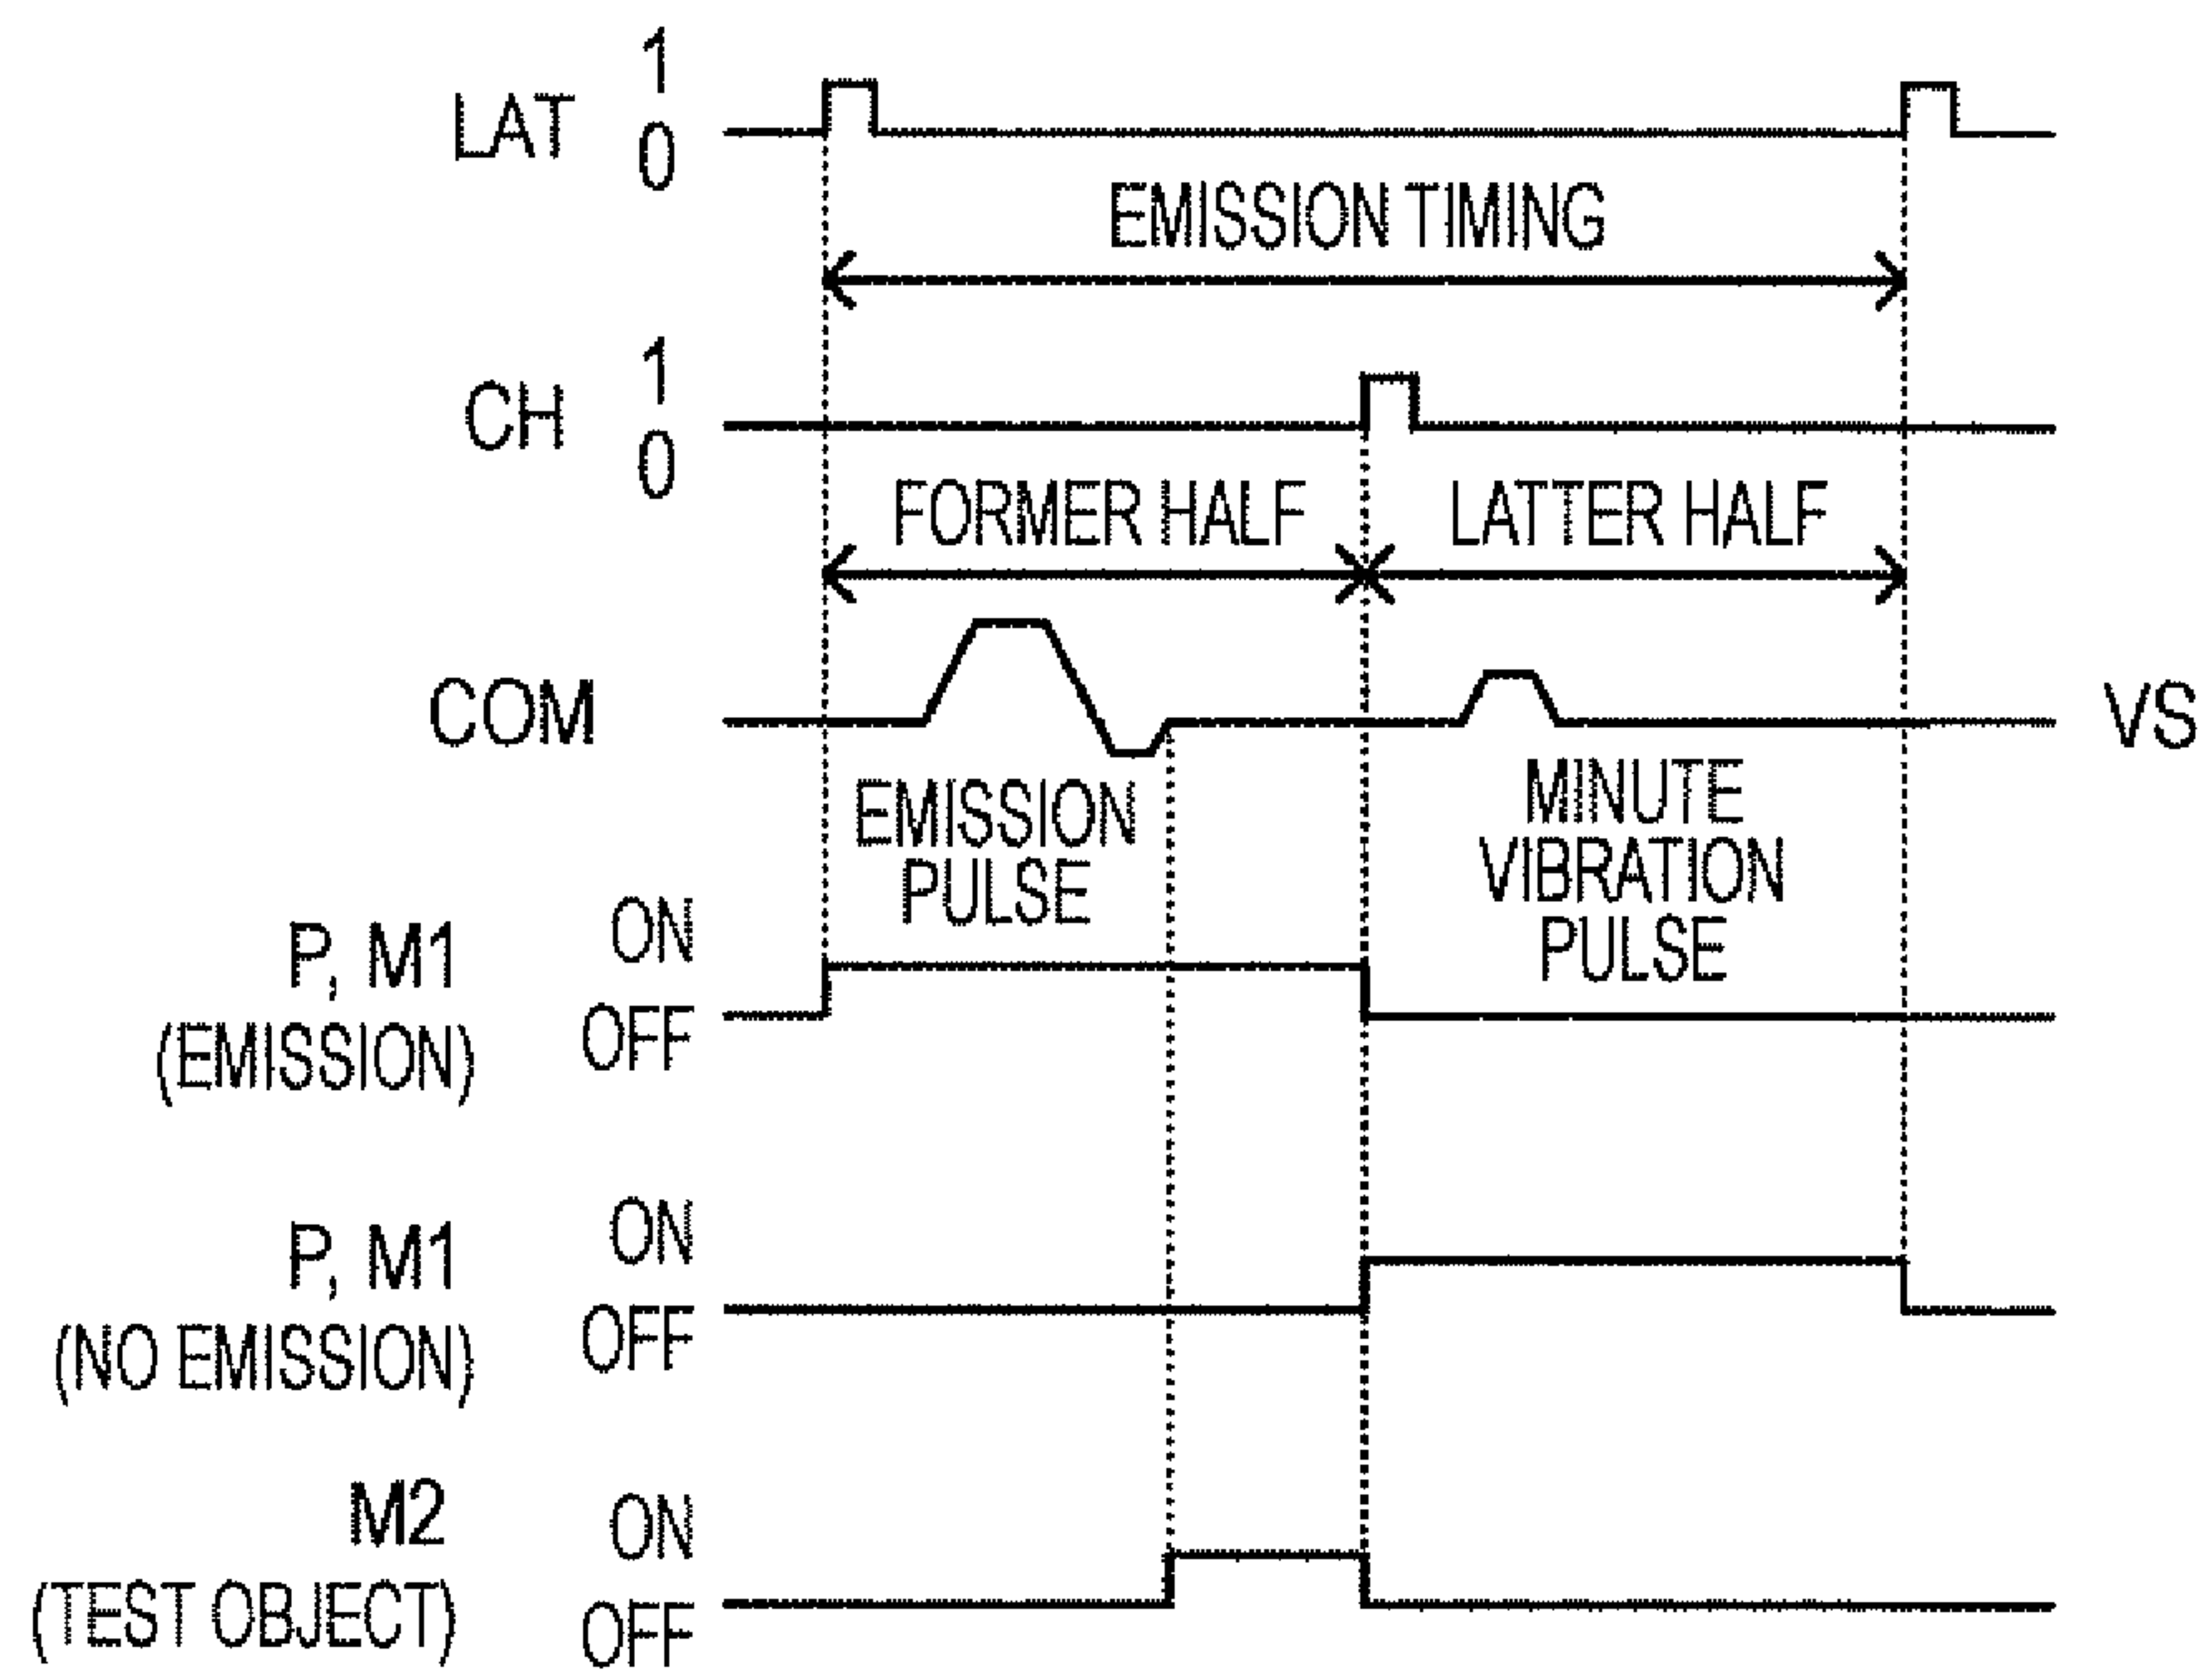 LAT 1
0
EMISSION TIMING
CH 1
0
FORMER HALF LATTER HALF
COM VS
EMISSION
PULSE
MINUTE
VIBRATION
PULSE
P, M1 ON
(EMISSION) OFF
P, M1 ON
(NO EMISSION) OFF
M2 ON
(TEST OBJECT) OFF